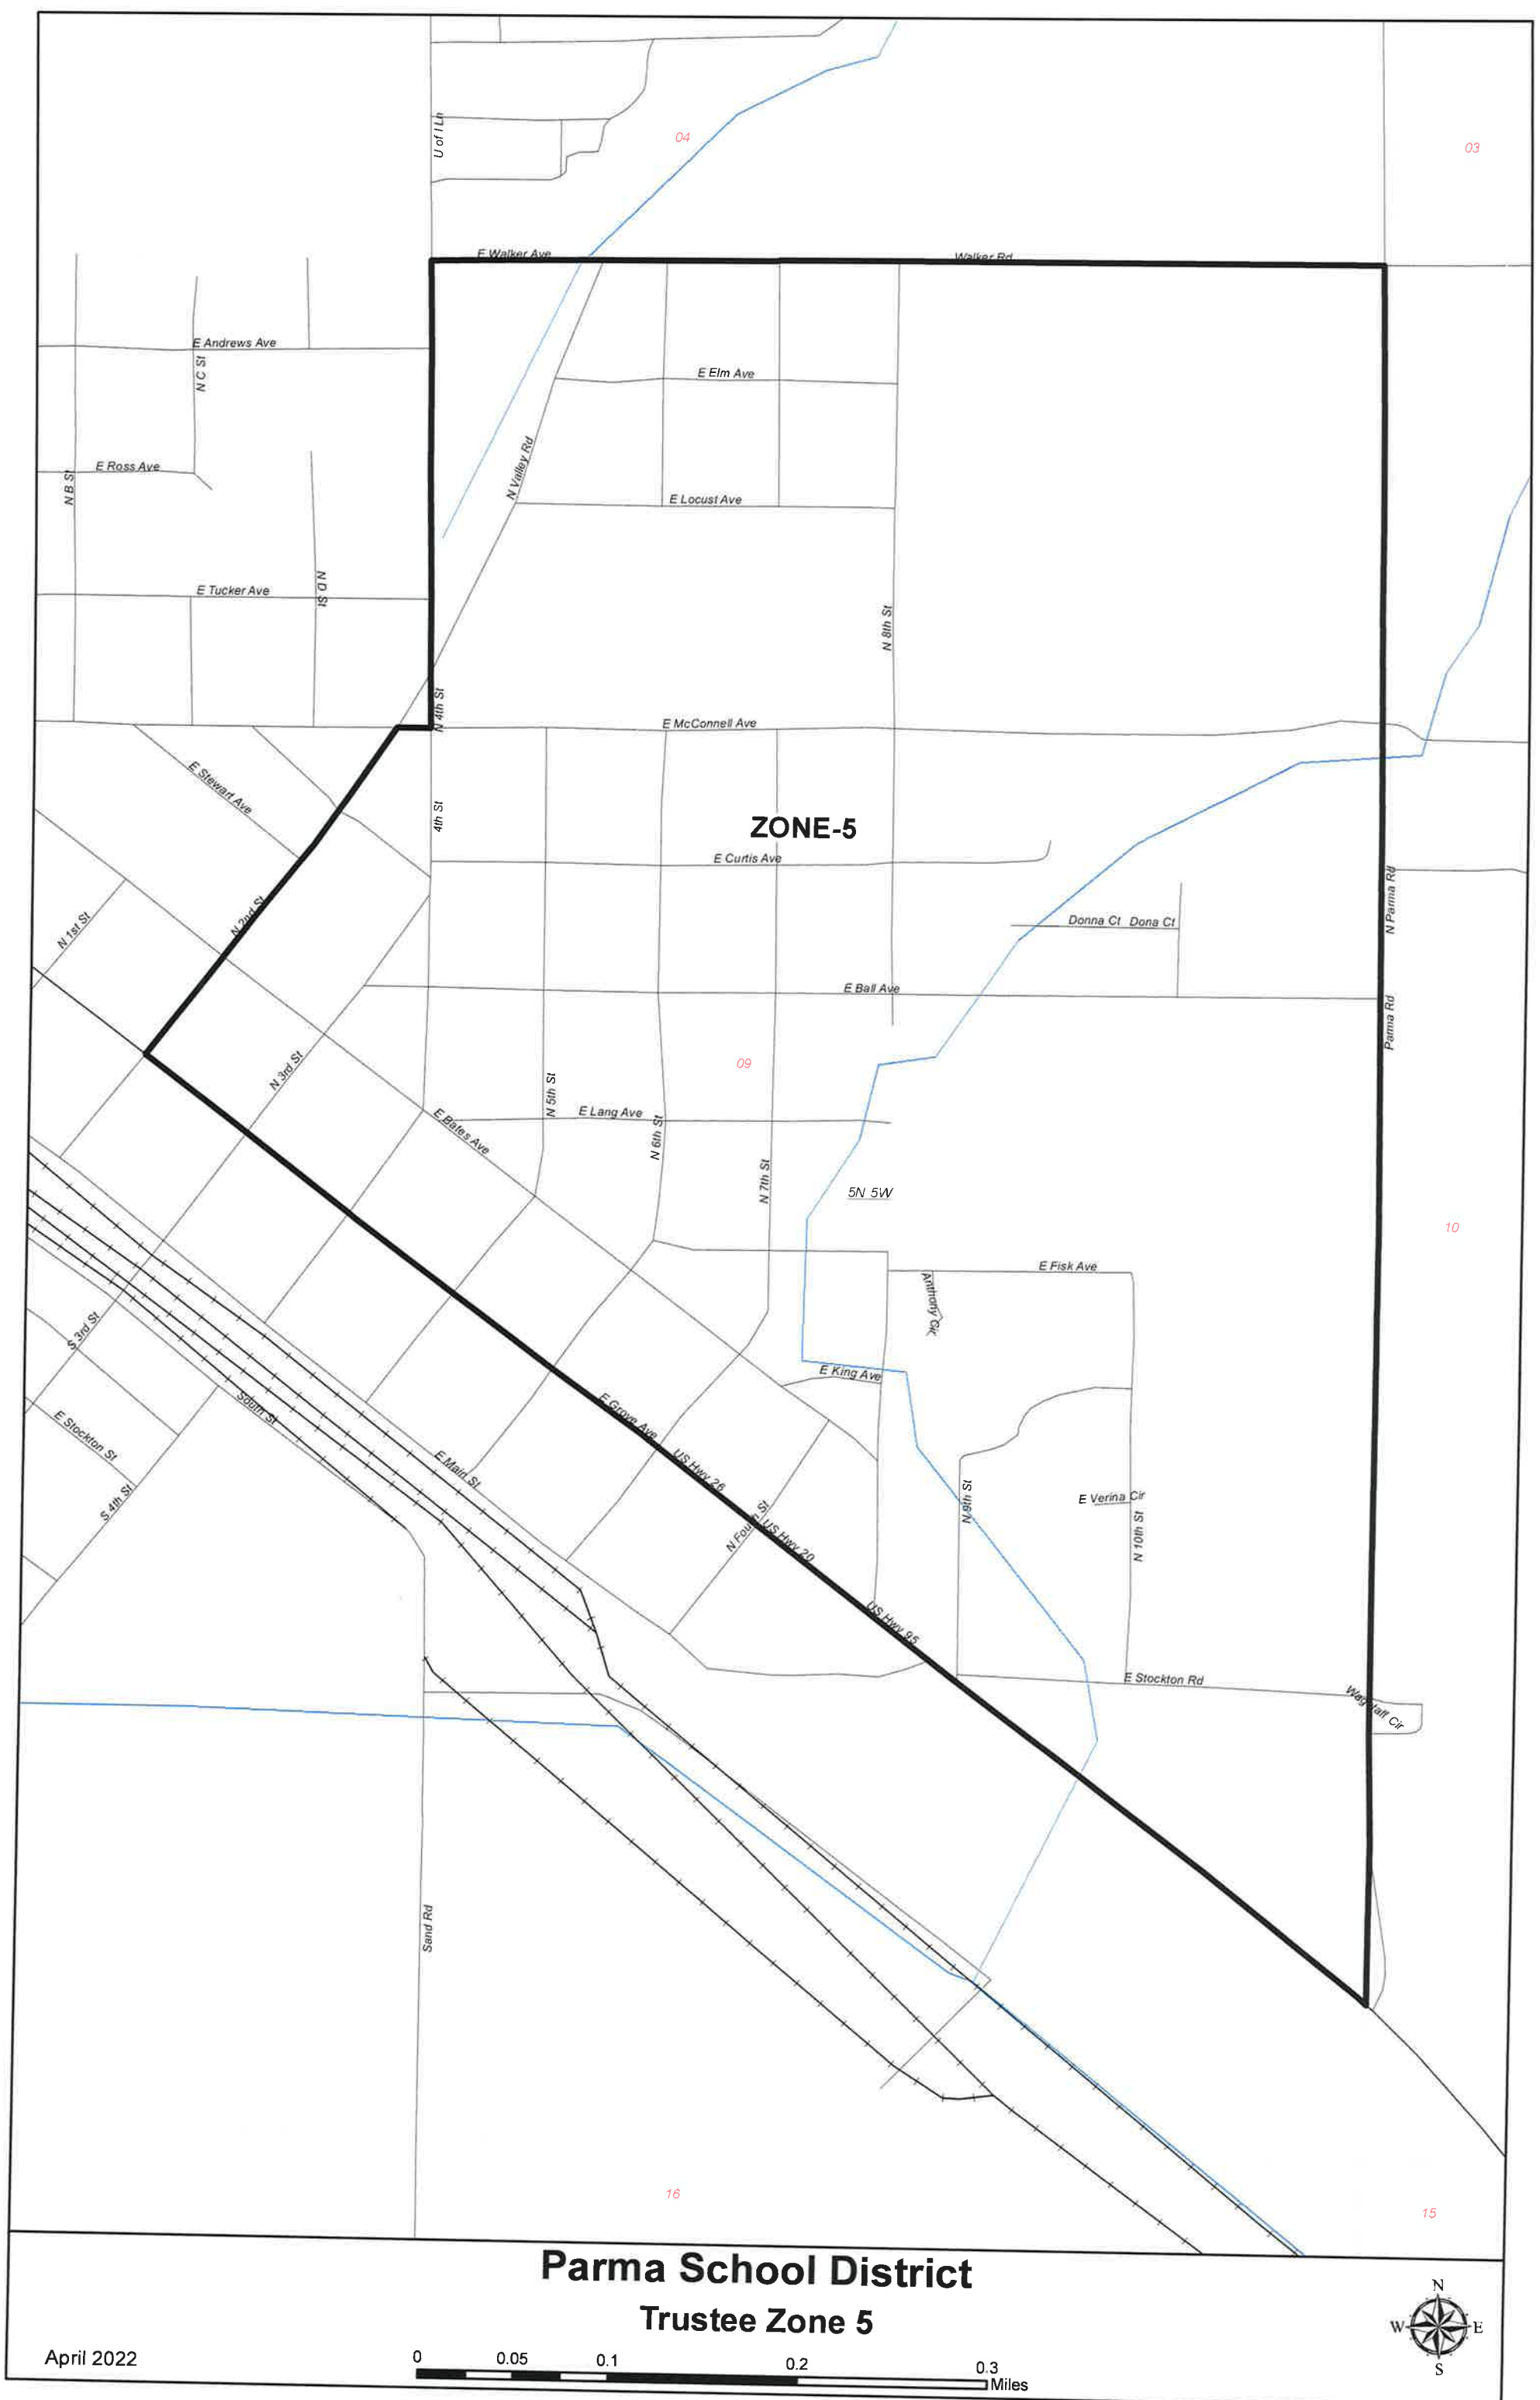 U of I Ln
04
03
E Walker Ave
Walker Rd
E Andrews Ave
N C St
E Elm Ave
N Valley Rd
E Ross Ave
N B St
E Locust Ave
E Tucker Ave
N D St
N 8th St
N 4th St
E McConnell Ave
E Stewart Ave
4th St
ZONE-5
E Curtis Ave
N Parma Rd
N 1st St
N 2nd St
Donna Ct
Dona Ct
E Ball Ave
Parma Rd
N 3rd St
09
N 5th St
E Lang Ave
E Bates Ave
N 6th St
N 7th St
5N 5W
10
E Fisk Ave
Anthony Cir
S 3rd St
E King Ave
South St
E Grove Ave
E Stockton St
E Main St
US Hwy 26
S 4th St
N 9th St
E Verina Cir
US Hwy 20
N 10th St
US Hwy 95
E Stockton Rd
Wagstaff Cir
Sand Rd
16
15
Parma School District
Trustee Zone 5
April 2022
0 0.05 0.1 0.2 0.3
Miles
N
W E
S